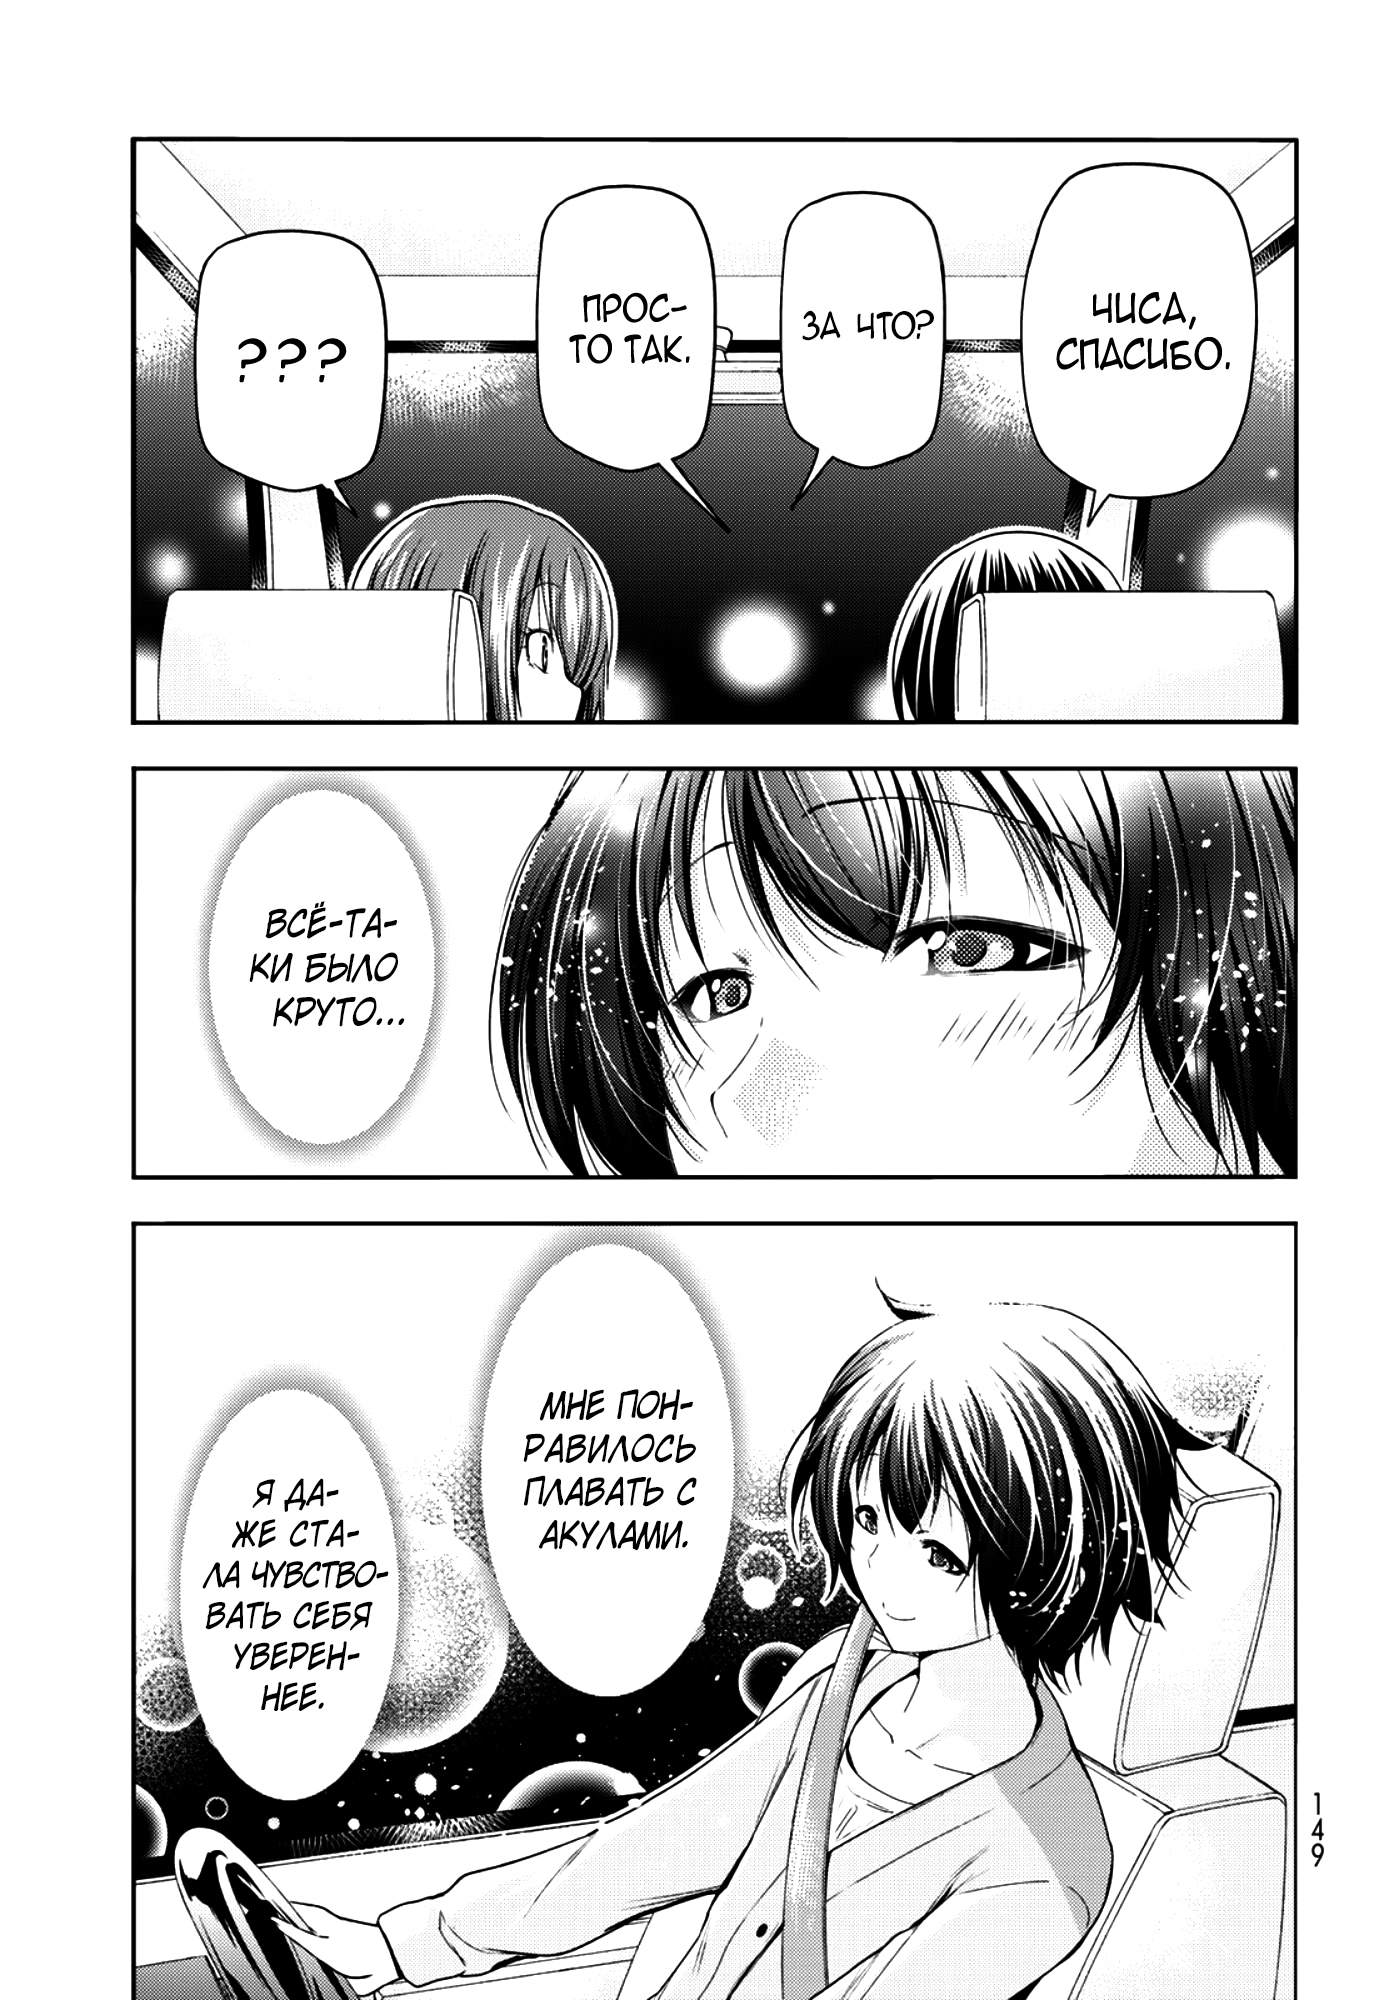 ЧИСА,
СПАСИБО.
ЗА ЧТО?
ПРОС-
ТО ТАК.
???
ВСЁ-ТА-
КИ БЫЛО
КРУТО...
МНЕ ПОН-
РАВИЛОСЬ
ПЛАВАТЬ С
АКУЛАМИ.
Я ДА-
ЖЕ СТА-
ЛА ЧУВСТВО-
ВАТЬ СЕБЯ
УВЕРЕН-
НЕЕ.
149